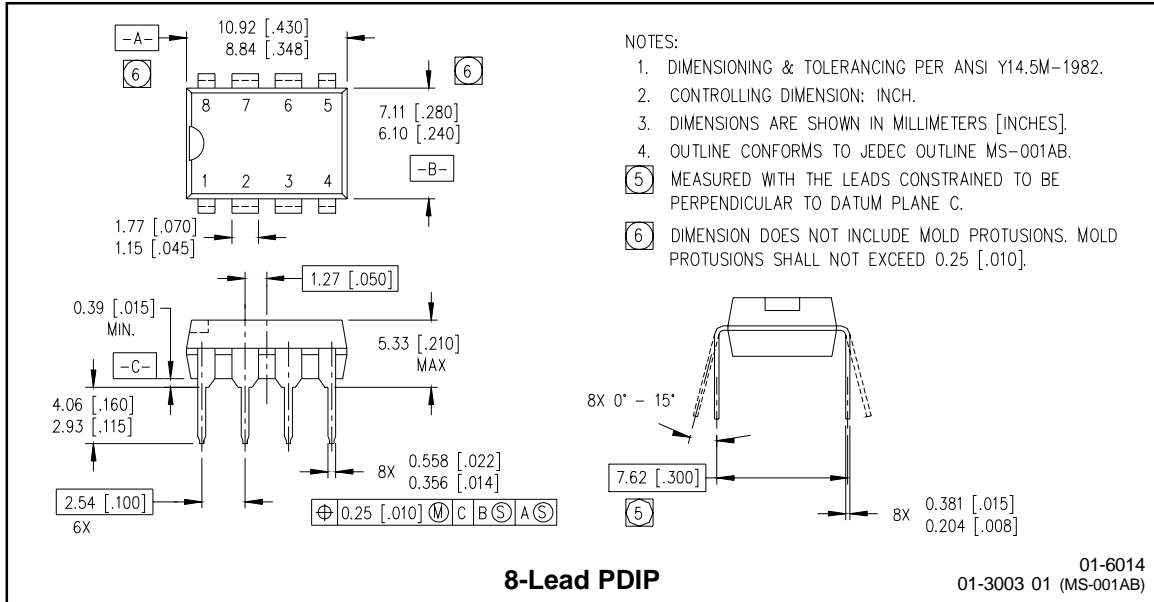 -A-
10.92 [.430]
8.84 [.348]
6
6
8 7 6 5
7.11 [.280]
6.10 [.240]
-B-
1 2 3 4
1.77 [.070]
1.15 [.045]
1.27 [.050]
0.39 [.015]
MIN.
-C-
5.33 [.210]
MAX
4.06 [.160]
2.93 [.115]
8X 0.558 [.022]
0.356 [.014]
2.54 [.100]
6X
⌖ 0.25 [.010] Ⓜ C B Ⓢ A Ⓢ
NOTES:
1. DIMENSIONING & TOLERANCING PER ANSI Y14.5M-1982.
2. CONTROLLING DIMENSION: INCH.
3. DIMENSIONS ARE SHOWN IN MILLIMETERS [INCHES].
4. OUTLINE CONFORMS TO JEDEC OUTLINE MS-001AB.
5 MEASURED WITH THE LEADS CONSTRAINED TO BE
PERPENDICULAR TO DATUM PLANE C.
6 DIMENSION DOES NOT INCLUDE MOLD PROTUSIONS. MOLD
PROTUSIONS SHALL NOT EXCEED 0.25 [.010].
8X 0° - 15°
7.62 [.300]
5
8X 0.381 [.015]
0.204 [.008]
8-Lead PDIP
01-6014
01-3003 01 (MS-001AB)